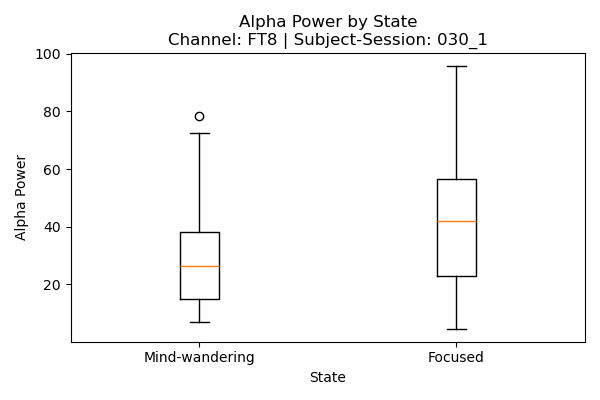 Alpha Power by State
Channel: FT8 | Subject-Session: 030_1
100
80
60
40
20
Alpha Power
Mind-wandering
Focused
State